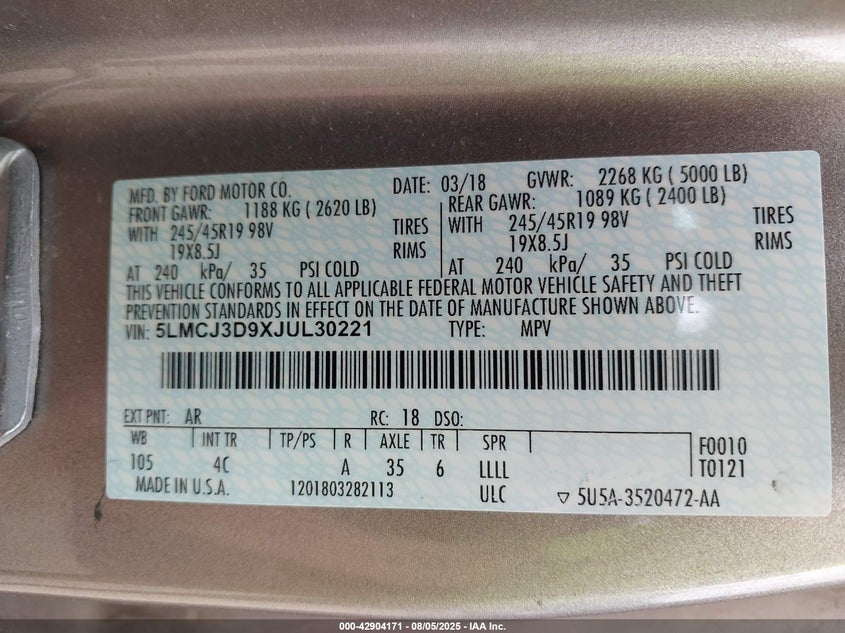 MFD. BY FORD MOTOR CO. DATE: 03/18 GVWR: 2268 KG ( 5000 LB)
FRONT GAWR: 1188 KG ( 2620 LB) REAR GAWR: 1089 KG ( 2400 LB)
WITH 245/45R19 98V TIRES WITH 245/45R19 98V TIRES
19X8.5J RIMS 19X8.5J RIMS
AT 240 kPa/ 35 PSI COLD AT 240 kPa/ 35 PSI COLD
THIS VEHICLE CONFORMS TO ALL APPLICABLE FEDERAL MOTOR VEHICLE SAFETY AND THEFT
PREVENTION STANDARDS IN EFFECT ON THE DATE OF MANUFACTURE SHOWN ABOVE.
VIN: 5LMCJ3D9XJUL30221 TYPE: MPV
EXT PNT: AR RC: 18 DSO:
WB INT TR TP/PS R AXLE TR SPR F0010
105 4C A 35 6 LLLL T0121
MADE IN U.S.A. 1201803282113 ULC ▽ 5U5A-3520472-AA
000-42904171 - 08/05/2025 - IAA Inc.